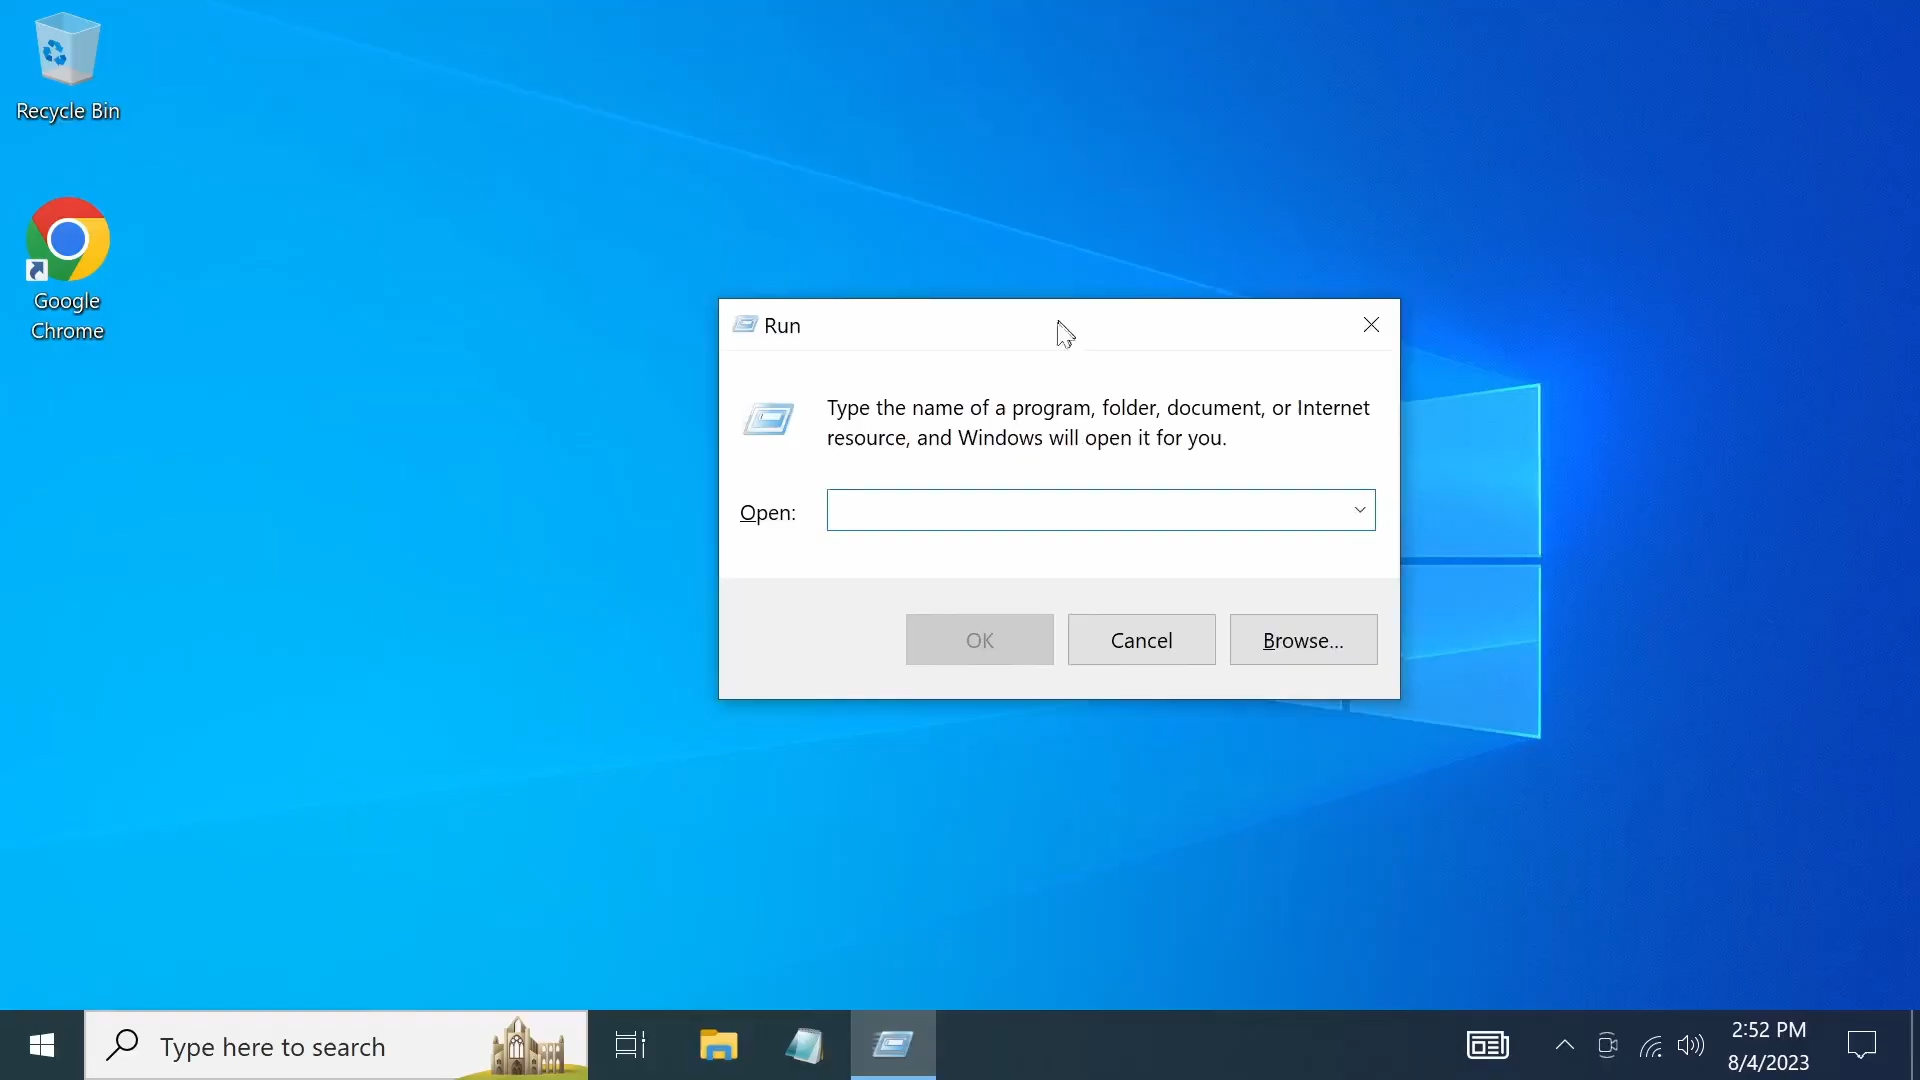 Recycle Bin
Google
Chrome
Run
Type the name of a program, folder, document, or Internet
resource, and Windows will open it for you.
Open:
OK
Cancel
Browse...
Type here to search
2:52 PM
8/4/2023